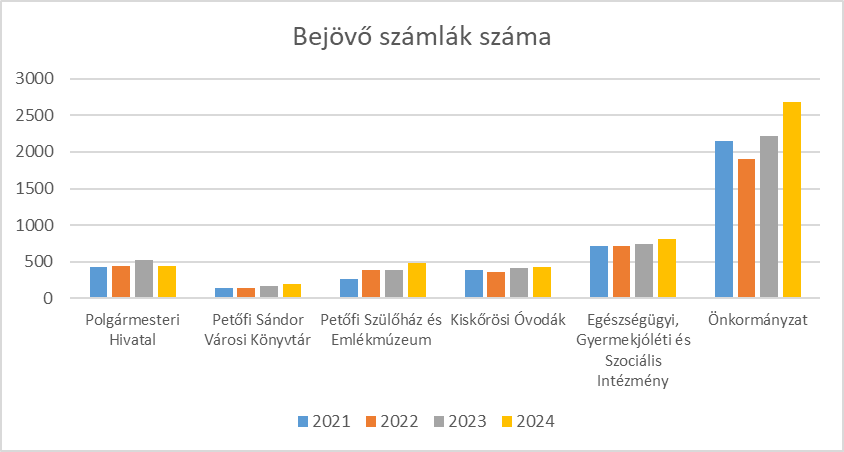 Bejövő számlák száma
3000
2500
2000
1500
1000
500
0
Polgármesteri
Hivatal
Petőfi Sándor
Városi Könyvtár
Petőfi Szülőház és
Emlékmúzeum
Kiskőrösi Óvodák
Egészségügyi,
Gyermekjóléti és
Szociális
Intézmény
Önkormányzat
2021 2022 2023 2024